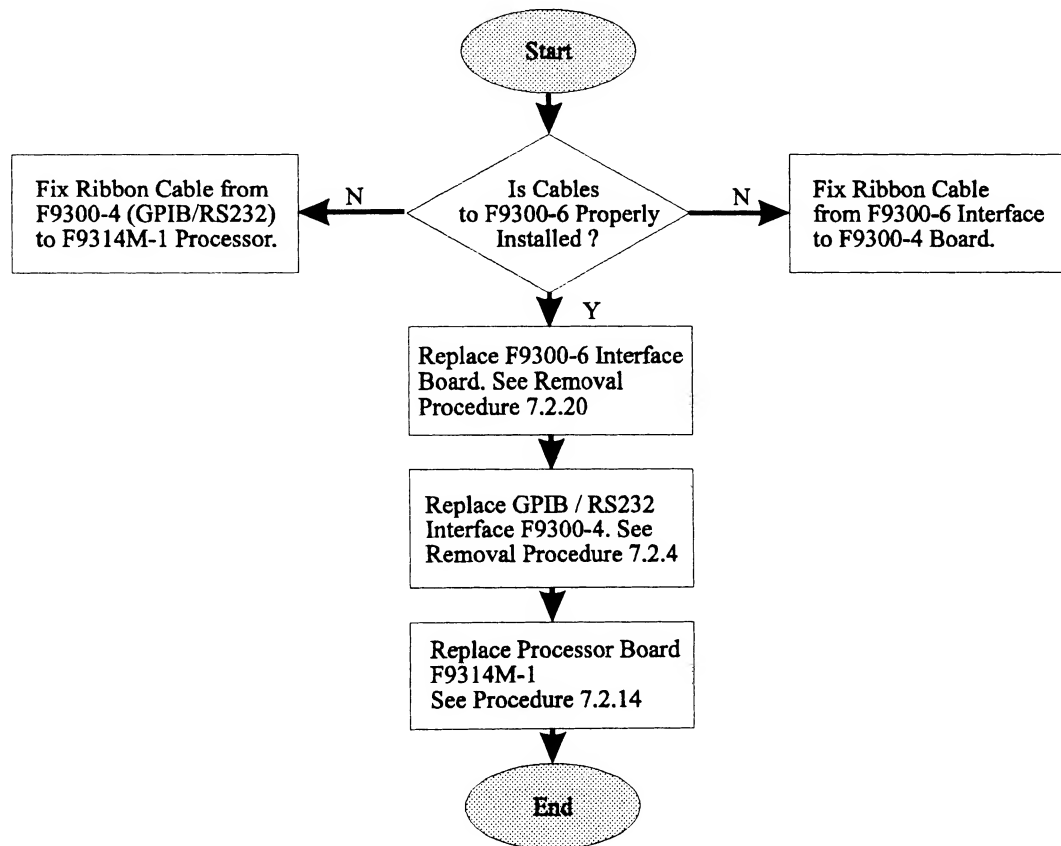 Start
Is Cables
to F9300-6 Properly
Installed ?
N
Fix Ribbon Cable from
F9300-4 (GPIB/RS232)
to F9314M-1 Processor.
N
Fix Ribbon Cable
from F9300-6 Interface
to F9300-4 Board.
Y
Replace F9300-6 Interface
Board. See Removal
Procedure 7.2.20
Replace GPIB / RS232
Interface F9300-4. See
Removal Procedure 7.2.4
Replace Processor Board
F9314M-1
See Procedure 7.2.14
End